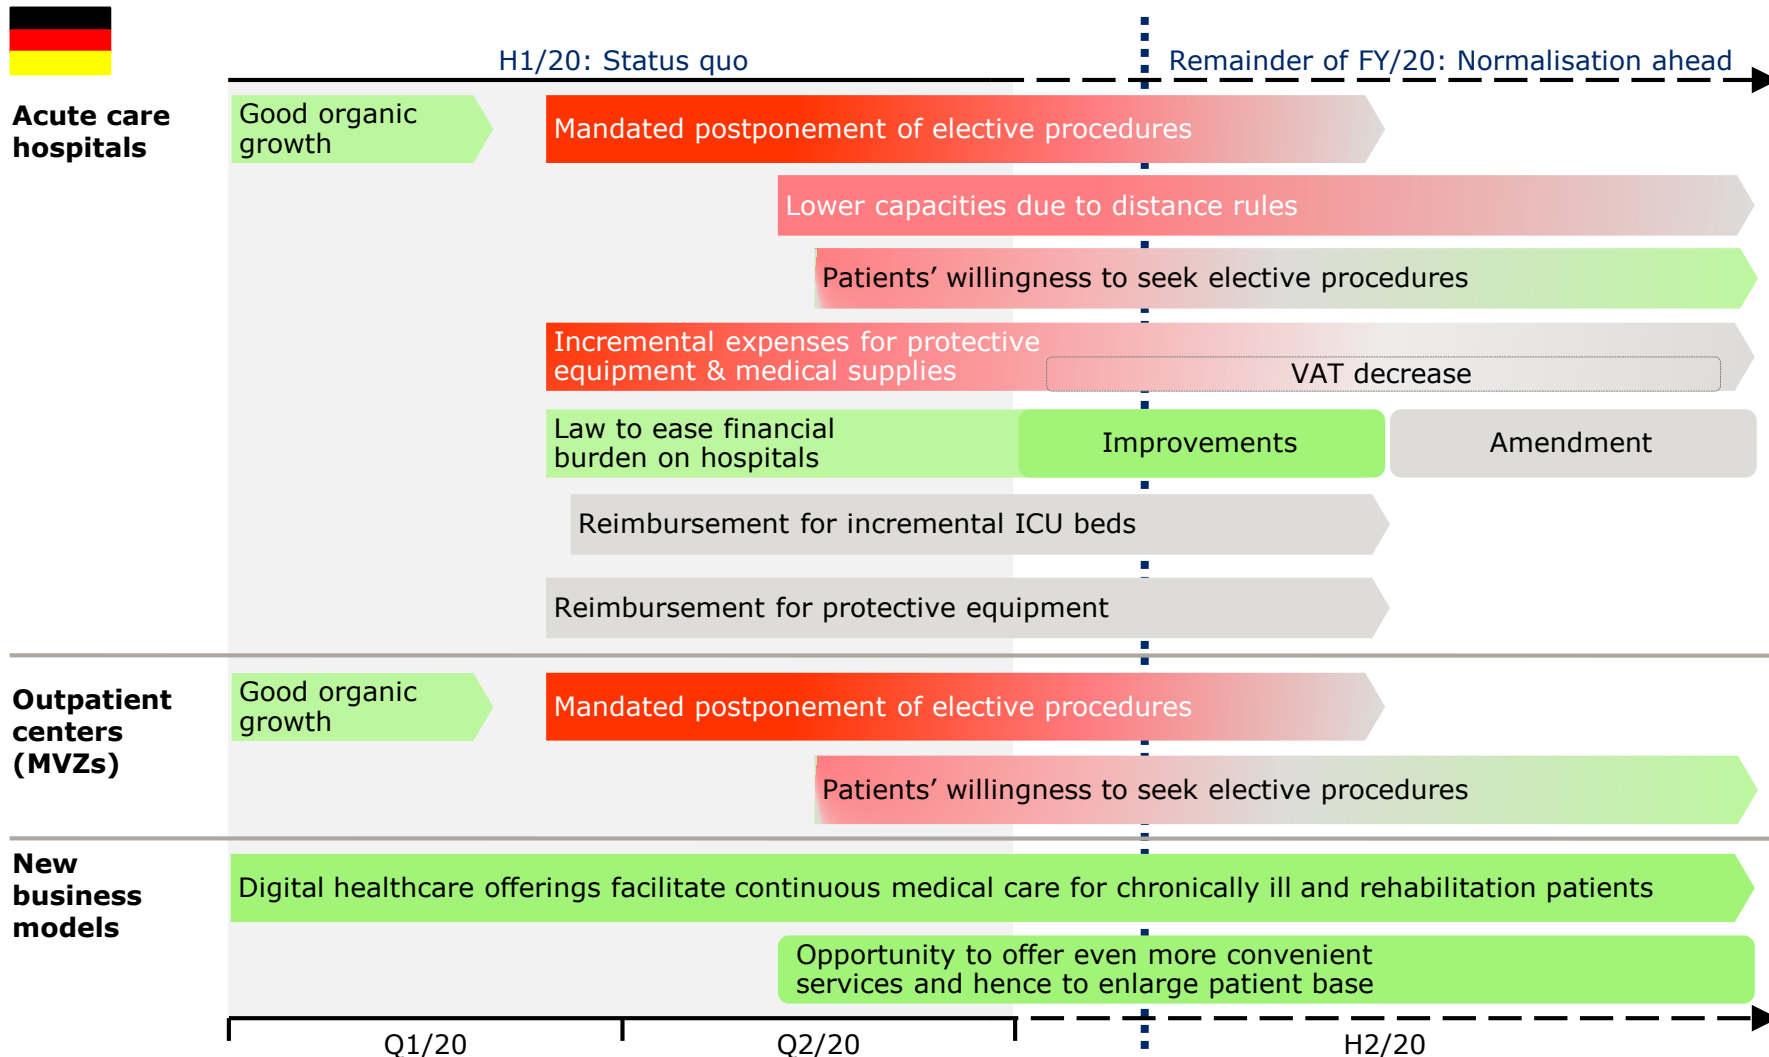 H1/20: Status quo
Remainder of FY/20: Normalisation ahead
Acute care
hospitals
Good organic
growth
Mandated postponement of elective procedures
Lower capacities due to distance rules
Patients’ willingness to seek elective procedures
Incremental expenses for protective
equipment & medical supplies
VAT decrease
Law to ease financial
burden on hospitals
Improvements
Amendment
Reimbursement for incremental ICU beds
Reimbursement for protective equipment
Outpatient
centers
(MVZs)
Good organic
growth
Mandated postponement of elective procedures
Patients’ willingness to seek elective procedures
New
business
models
Digital healthcare offerings facilitate continuous medical care for chronically ill and rehabilitation patients
Opportunity to offer even more convenient
services and hence to enlarge patient base
Q1/20
Q2/20
H2/20